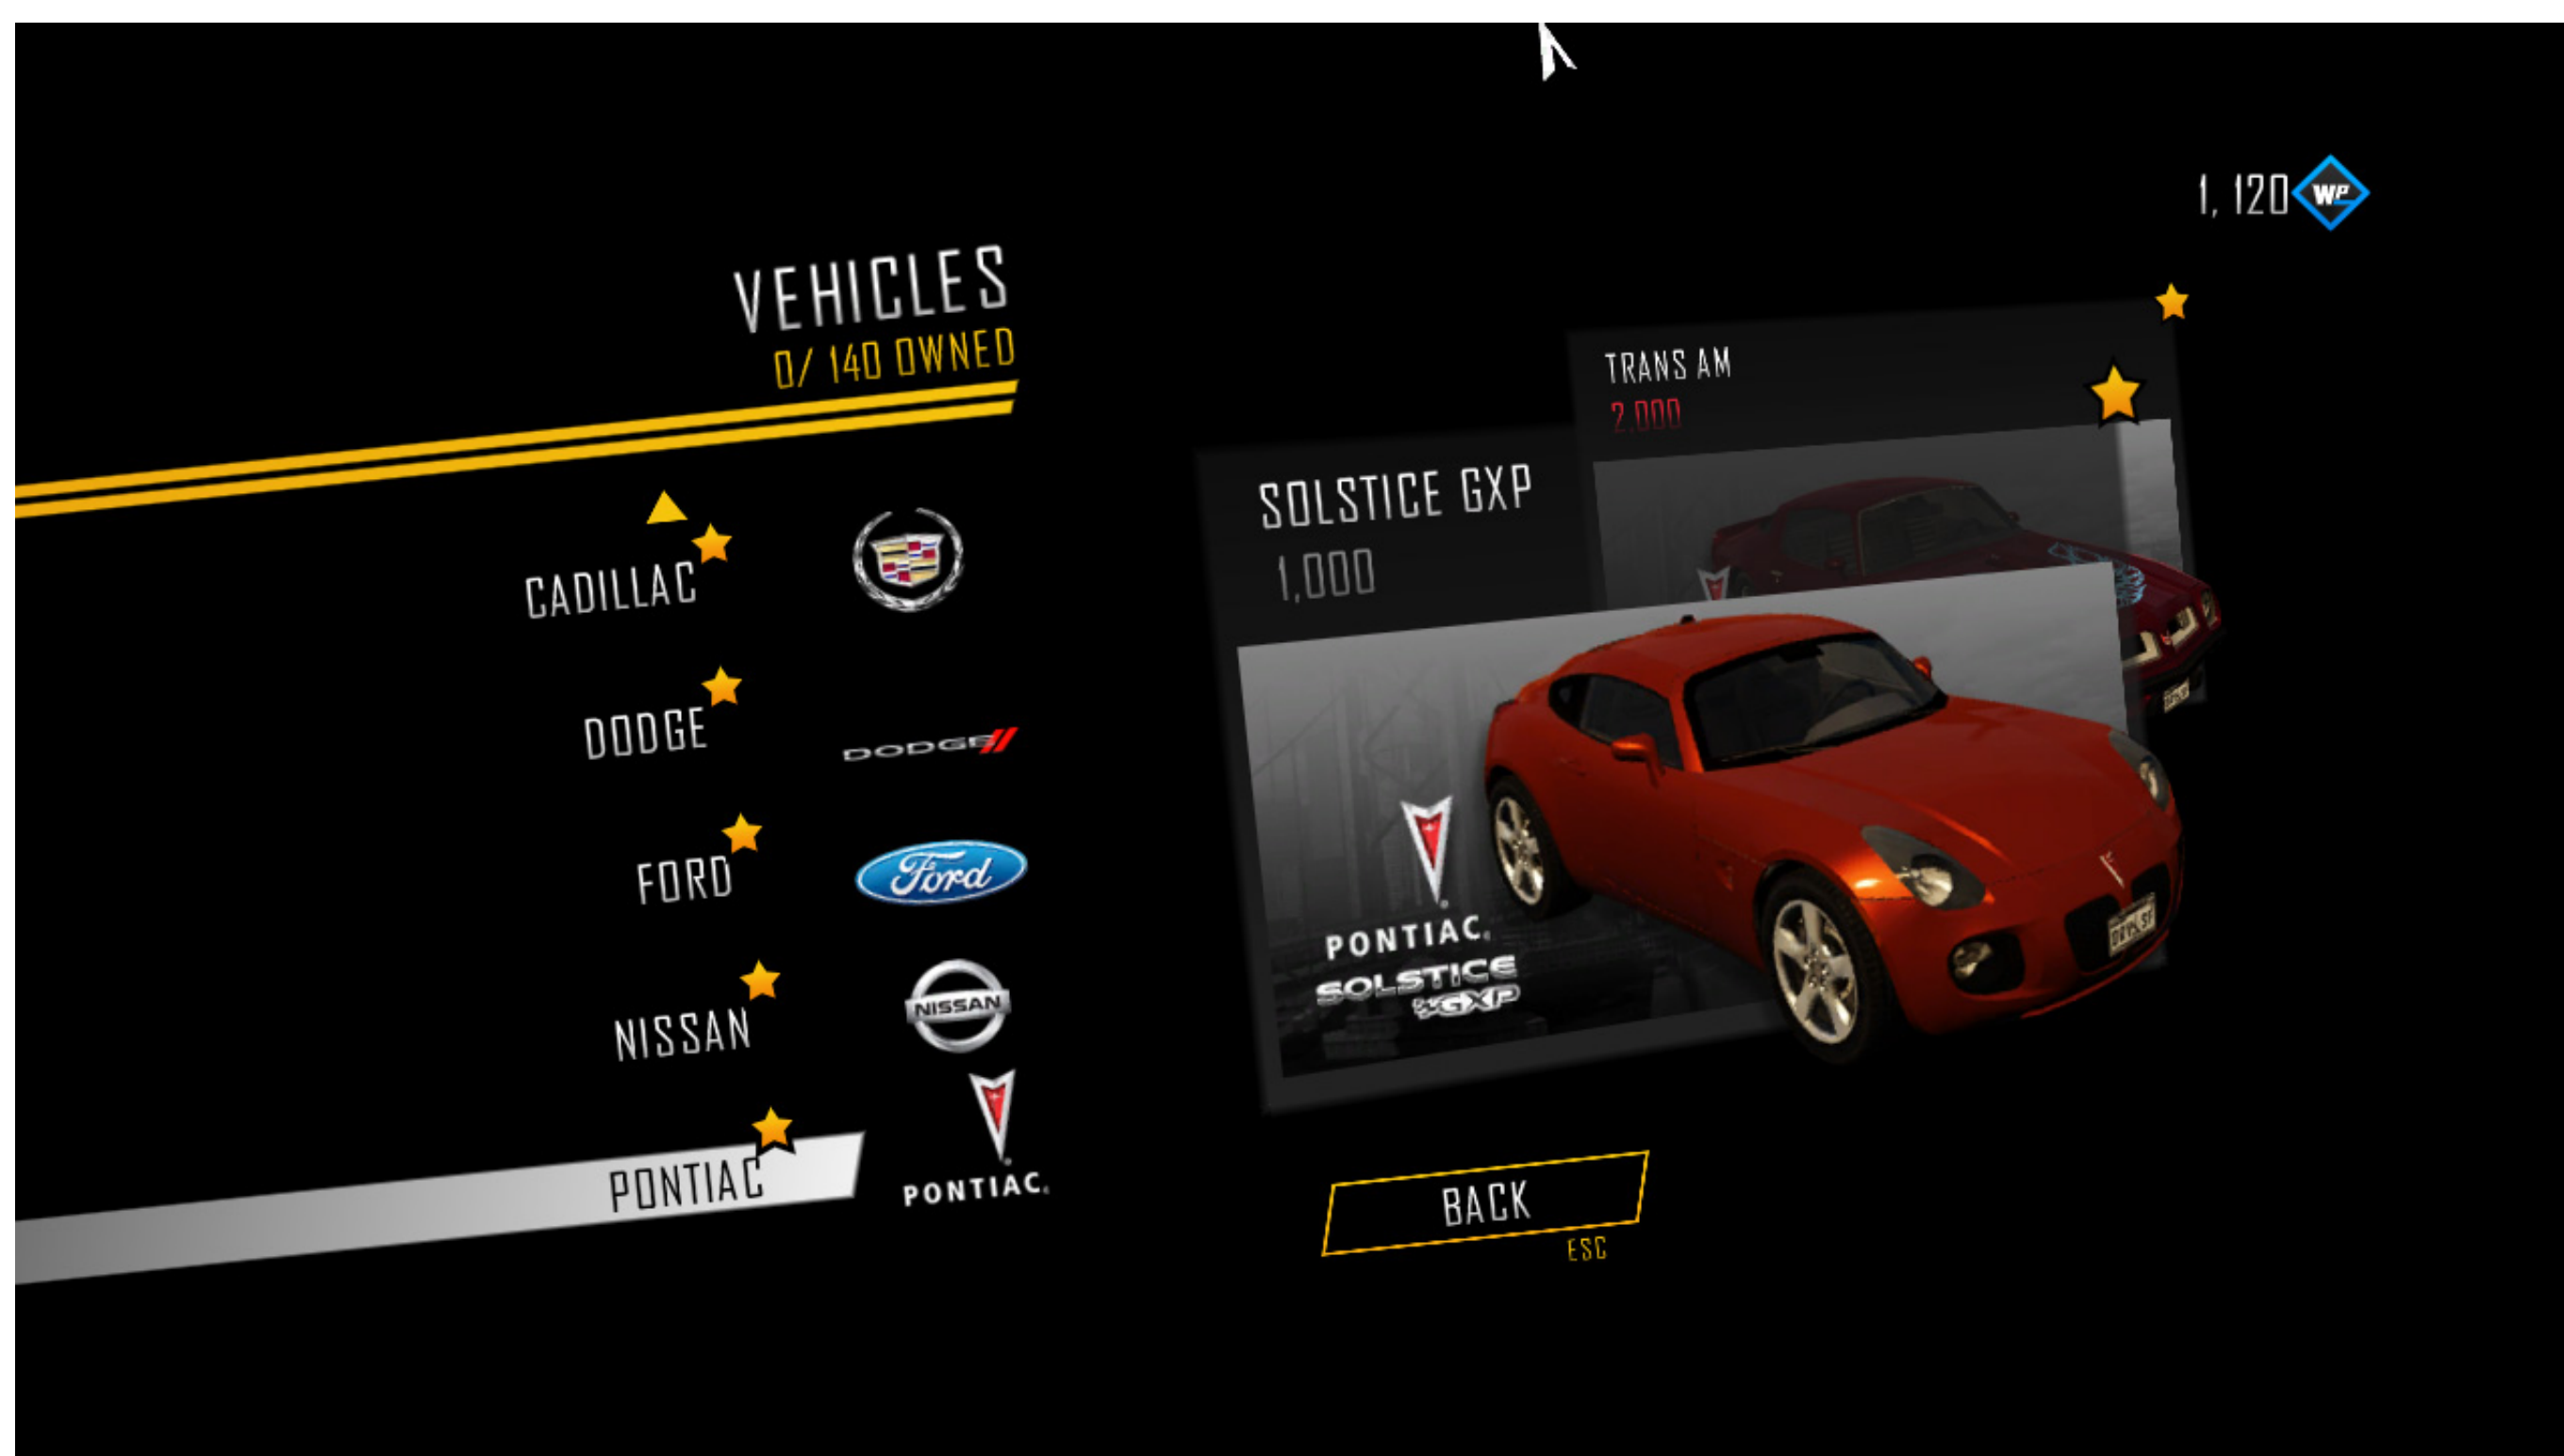 1,120 WP
VEHICLES
0/ 140 OWNED
CADILLAC
DODGE
DODGE
FORD
Ford
NISSAN
NISSAN
PONTIAC
PONTIAC.
TRANS AM
2,000
SOLSTICE GXP
1,000
PONTIAC.
SOLSTICE
GXP
BACK
ESC